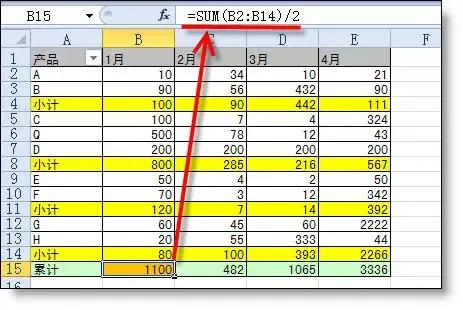 B15 fx =SUM(B2:B14)/2
A B C D E F
1 产品 1月 2月 3月 4月
2 A 10 34 10 21
3 B 90 56 432 90
4 小计 100 90 442 111
5 C 100 7 4 324
6 Q 500 78 12 43
7 D 200 200 200 200
8 小计 800 285 216 567
9 E 50 4 2 50
10 F 70 3 12 342
11 小计 120 7 14 392
12 G 60 45 60 2222
13 H 20 55 333 44
14 小计 80 100 393 2266
15 累计 1100 482 1065 3336